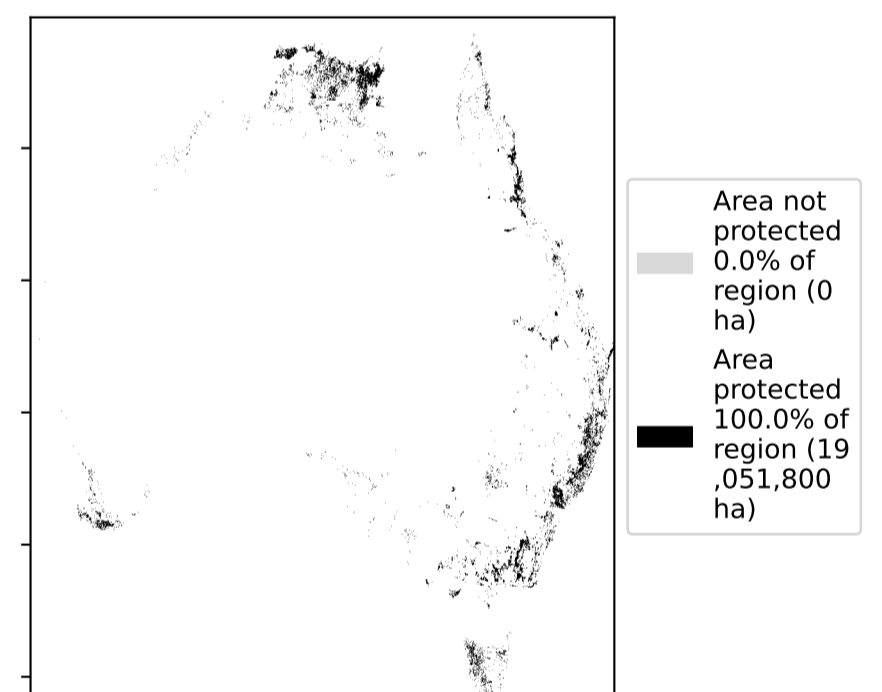 Area not
protected
0.0% of
region (0
ha)
Area
protected
100.0% of
region (19
,051,800
ha)